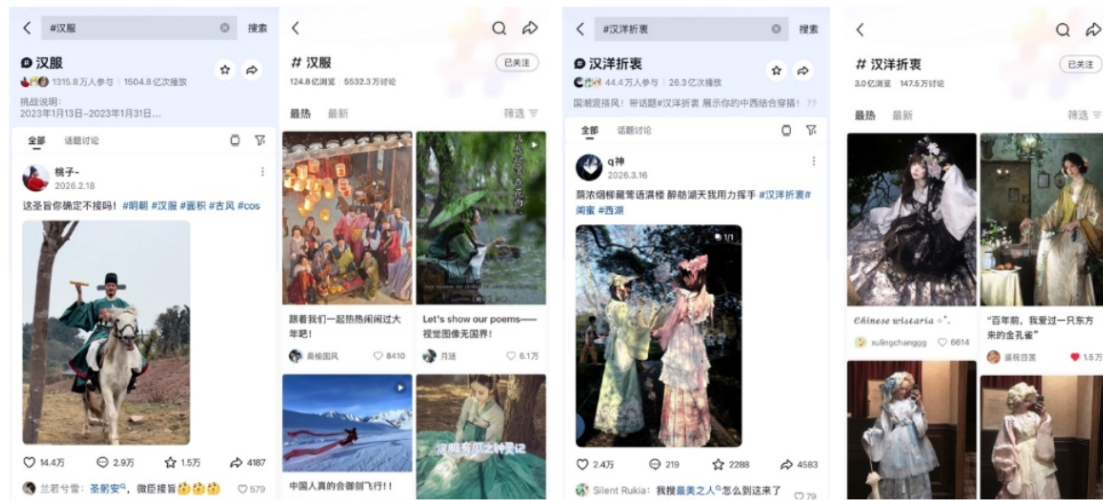 #汉服
搜索
汉服
1315.8万人参与 | 1504.8亿次播放
挑战说明：
2023年1月13日~2023年1月31日...
全部 话题讨论
桃子~
2026.2.18
这圣旨你确定不接吗！#明朝 #汉服 #面积 #古风 #cos
14.4万 2.9万 1.5万 4187
兰若兮雪：圣躬安，微臣接旨
579
# 汉服
已关注
124.8亿浏览 5532.3万讨论
最热 最新
筛选
跟着我们一起热热闹闹过大
年吧！
桑榆国风 8410
Let's show our poems——
视觉图像无国界！
月涟 6.1万
中国人真的会御剑飞行！!
#汉洋折衷
搜索
汉洋折衷
44.4万人参与 | 26.3亿次播放
国潮混搭风！带话题#汉洋折衷 展示你的中西结合穿搭！
全部 话题讨论
q神
2026.3.16
荫浓烟柳藏莺语满楼 醉舫湖天我用力挥手 #汉洋折衷#
闺蜜 #西湖
1/1
2.4万 219 2288 4583
Silent Rukia：我搜最美之人怎么到这来了
79
# 汉洋折衷
已关注
3.0亿浏览 147.5万讨论
最热 最新
筛选
Chinese wistaria
xulingchanggg 6614
“百年前，我爱过一只东方
来的金孔雀”
1.5万